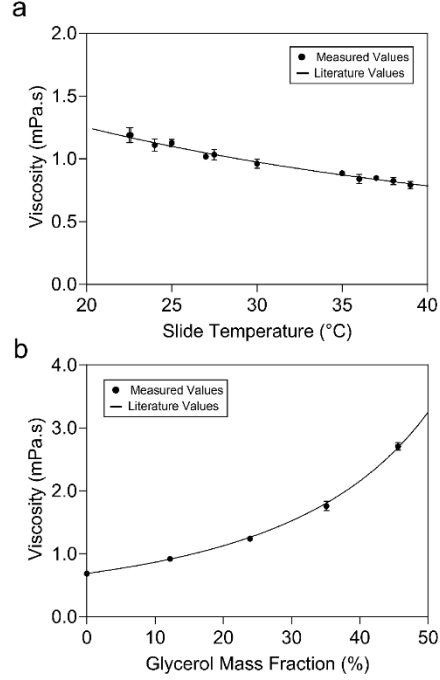 a
2.0
1.5
1.0
0.5
0.0
Viscosity (mPa.s)
Measured Values
Literature Values
20 25 30 35 40
Slide Temperature (°C)
b
4.0
3.0
2.0
1.0
0.0
Viscosity (mPa.s)
Measured Values
Literature Values
0 10 20 30 40 50
Glycerol Mass Fraction (%)